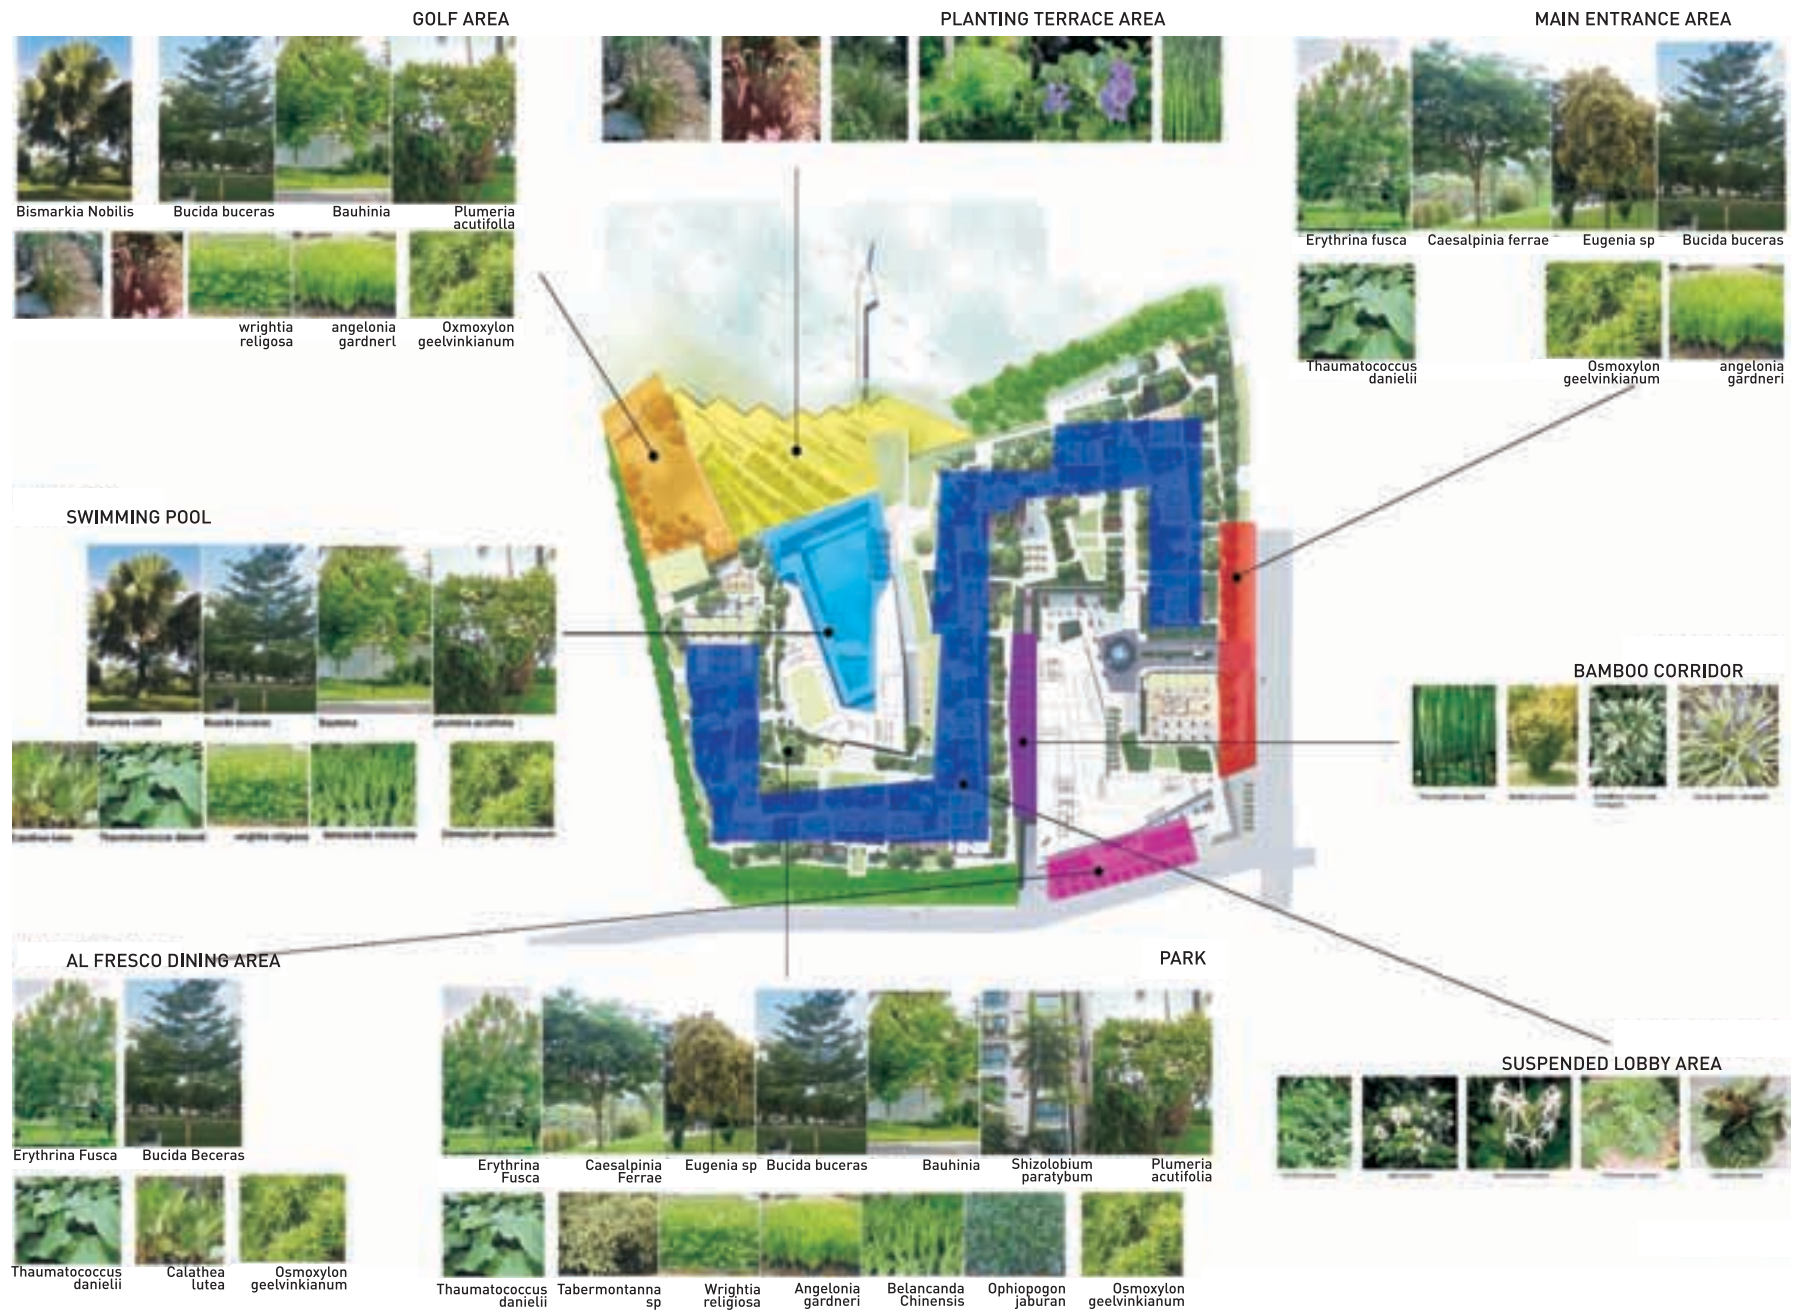 GOLF AREA
PLANTING TERRACE AREA
MAIN ENTRANCE AREA
Bismarkia Nobilis
Bucida buceras
Bauhinia
Plumeria
acutifolla
wrightia
religosa
angelonia
gardnerl
Oxmoxylon
geelvinkianum
Erythrina fusca
Caesalpinia ferrae
Eugenia sp
Bucida buceras
Thaumatococcus
danielii
Osmoxylon
geelvinkianum
angelonia
gardneri
SWIMMING POOL
BAMBOO CORRIDOR
AL FRESCO DINING AREA
Erythrina Fusca
Bucida Beceras
Thaumatococcus
danielii
Calathea
lutea
Osmoxylon
geelvinkianum
PARK
Erythrina
Fusca
Caesalpinia
Ferrae
Eugenia sp
Bucida buceras
Bauhinia
Shizolobium
paratybum
Plumeria
acutifolia
Thaumatococcus
danielii
Tabermontanna
sp
Wrightia
religiosa
Angelonia
gardneri
Belancanda
Chinensis
Ophiopogon
jaburan
Osmoxylon
geelvinkianum
SUSPENDED LOBBY AREA